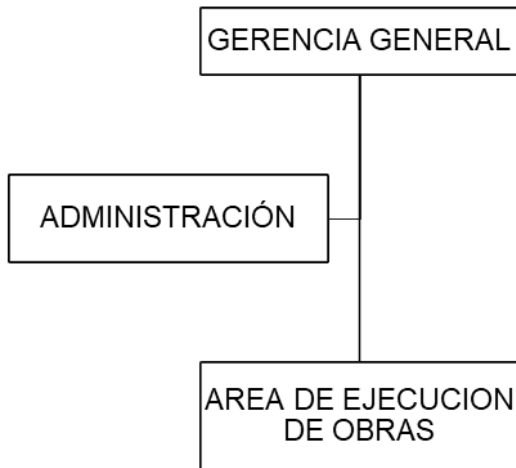 GERENCIA GENERAL
ADMINISTRACIÓN
AREA DE EJECUCION
DE OBRAS